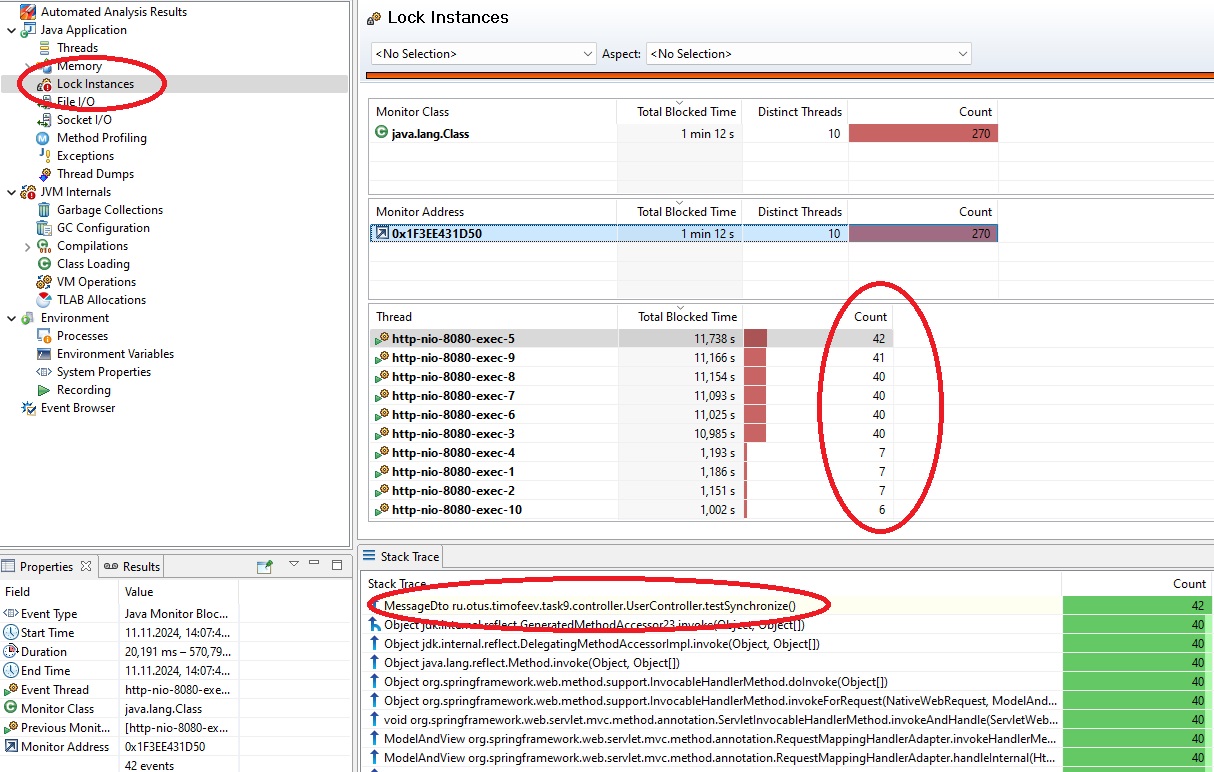 Automated Analysis Results
Java Application
Threads
Memory
Lock Instances
File I/O
Socket I/O
Method Profiling
Exceptions
Thread Dumps
JVM Internals
Garbage Collections
GC Configuration
Compilations
Class Loading
VM Operations
TLAB Allocations
Environment
Processes
Environment Variables
System Properties
Recording
Event Browser
Lock Instances
<No Selection> Aspect: <No Selection>
Monitor Class Total Blocked Time Distinct Threads Count
java.lang.Class 1 min 12 s 10 270
Monitor Address Total Blocked Time Distinct Threads Count
0x1F3EE431D50 1 min 12 s 10 270
Thread Total Blocked Time Count
http-nio-8080-exec-5 11,738 s 42
http-nio-8080-exec-9 11,166 s 41
http-nio-8080-exec-8 11,154 s 40
http-nio-8080-exec-7 11,093 s 40
http-nio-8080-exec-6 11,025 s 40
http-nio-8080-exec-3 10,985 s 40
http-nio-8080-exec-4 1,193 s 7
http-nio-8080-exec-1 1,186 s 7
http-nio-8080-exec-2 1,151 s 7
http-nio-8080-exec-10 1,002 s 6
Properties Results
Field Value
Event Type Java Monitor Bloc...
Start Time 11.11.2024, 14:07:4...
Duration 20,191 ms – 570,79...
End Time 11.11.2024, 14:07:4...
Event Thread http-nio-8080-exe...
Monitor Class java.lang.Class
Previous Monit... [http-nio-8080-exe...
Monitor Address 0x1F3EE431D50
42 events
Stack Trace
Stack Trace Count
MessageDto ru.otus.timofeev.task9.controller.UserController.testSynchronize() 42
Object jdk.internal.reflect.GeneratedMethodAccessor23.invoke(Object, Object[]) 40
Object jdk.internal.reflect.DelegatingMethodAccessorImpl.invoke(Object, Object[]) 40
Object java.lang.reflect.Method.invoke(Object, Object[]) 40
Object org.springframework.web.method.support.InvocableHandlerMethod.doInvoke(Object[]) 40
Object org.springframework.web.method.support.InvocableHandlerMethod.invokeForRequest(NativeWebRequest, ModelAnd... 40
void org.springframework.web.servlet.mvc.method.annotation.ServletInvocableHandlerMethod.invokeAndHandle(ServletWeb... 40
ModelAndView org.springframework.web.servlet.mvc.method.annotation.RequestMappingHandlerAdapter.invokeHandlerMe... 40
ModelAndView org.springframework.web.servlet.mvc.method.annotation.RequestMappingHandlerAdapter.handleInternal(Ht... 40